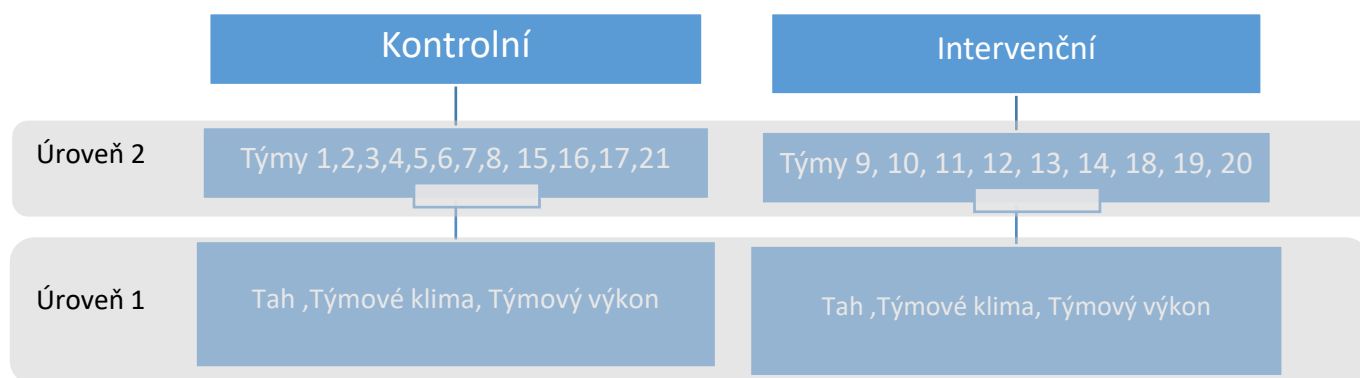 Kontrolní
Intervenční
Úroveň 2
Týmy 1,2,3,4,5,6,7,8, 15,16,17,21
Týmy 9, 10, 11, 12, 13, 14, 18, 19, 20
Úroveň 1
Tah ,Týmové klima, Týmový výkon
Tah ,Týmové klima, Týmový výkon